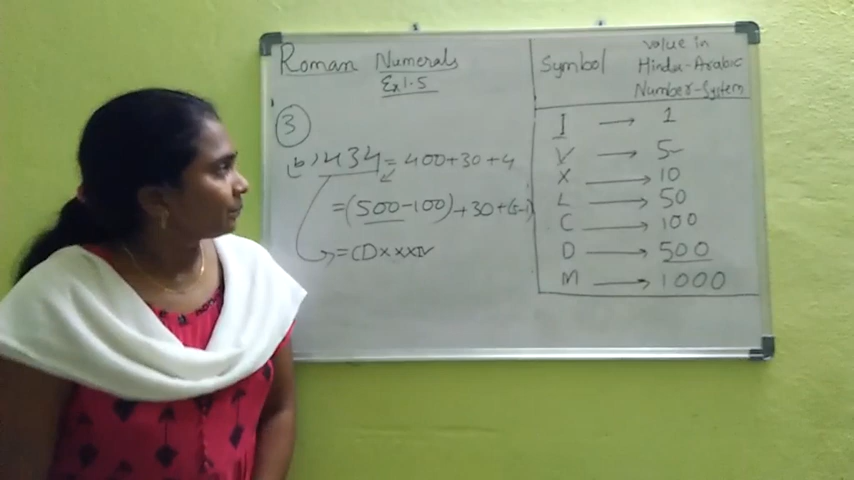 Roman Numerals
Ex 1.5
3
(b) 434 = 400+30+4
= (500-100)+30+(5-1)
= CDXXXIV
Symbol
value in
Hindu-Arabic
Number-System
I → 1
V → 5
X → 10
L → 50
C → 100
D → 500
M → 1000